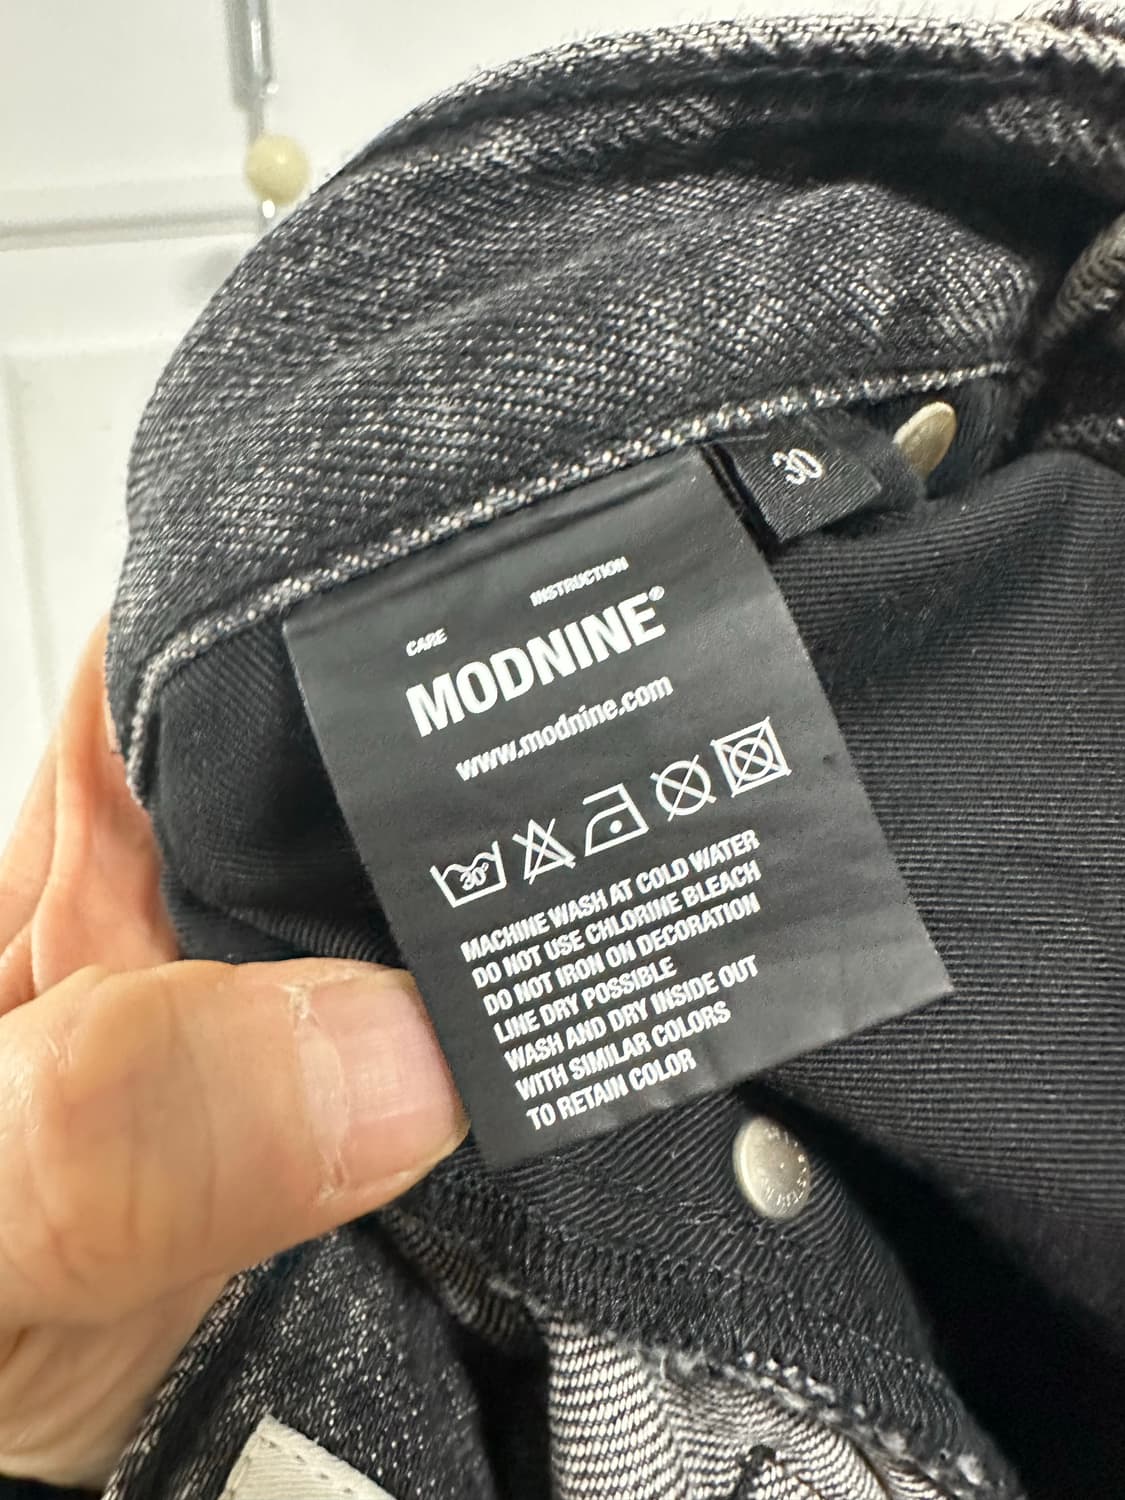 30
CARE INSTRUCTION
MODNINE®
www.modnine.com
30°
MACHINE WASH AT COLD WATER
DO NOT USE CHLORINE BLEACH
DO NOT IRON ON DECORATION
LINE DRY POSSIBLE
WASH AND DRY INSIDE OUT
WITH SIMILAR COLORS
TO RETAIN COLOR